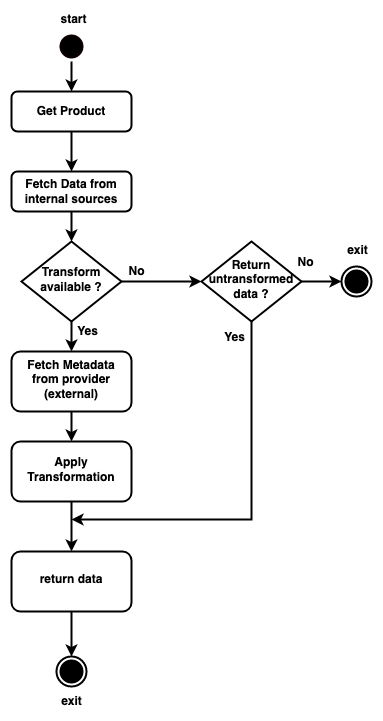 start
Get Product
Fetch Data from
internal sources
Transform
available ?
No
Return
untransformed
data ?
No
exit
Yes
Yes
Fetch Metadata
from provider
(external)
Apply
Transformation
return data
exit